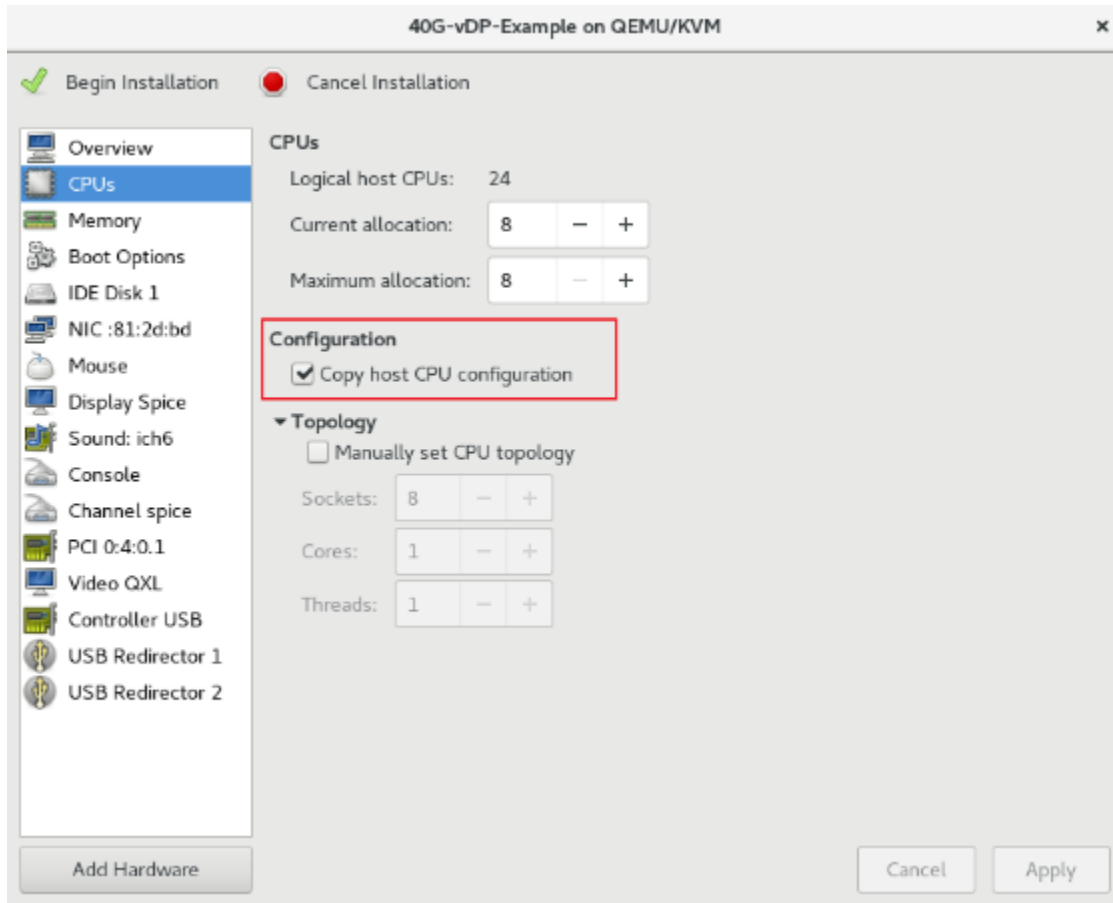 40G-vDP-Example on QEMU/KVM ×
Begin Installation Cancel Installation
Overview
CPUs
Memory
Boot Options
IDE Disk 1
NIC :81:2d:bd
Mouse
Display Spice
Sound: ich6
Console
Channel spice
PCI 0:4:0.1
Video QXL
Controller USB
USB Redirector 1
USB Redirector 2
Add Hardware
CPUs
Logical host CPUs: 24
Current allocation: 8 − +
Maximum allocation: 8 − +
Configuration
Copy host CPU configuration
Topology
Manually set CPU topology
Sockets: 8 − +
Cores: 1 − +
Threads: 1 − +
Cancel Apply